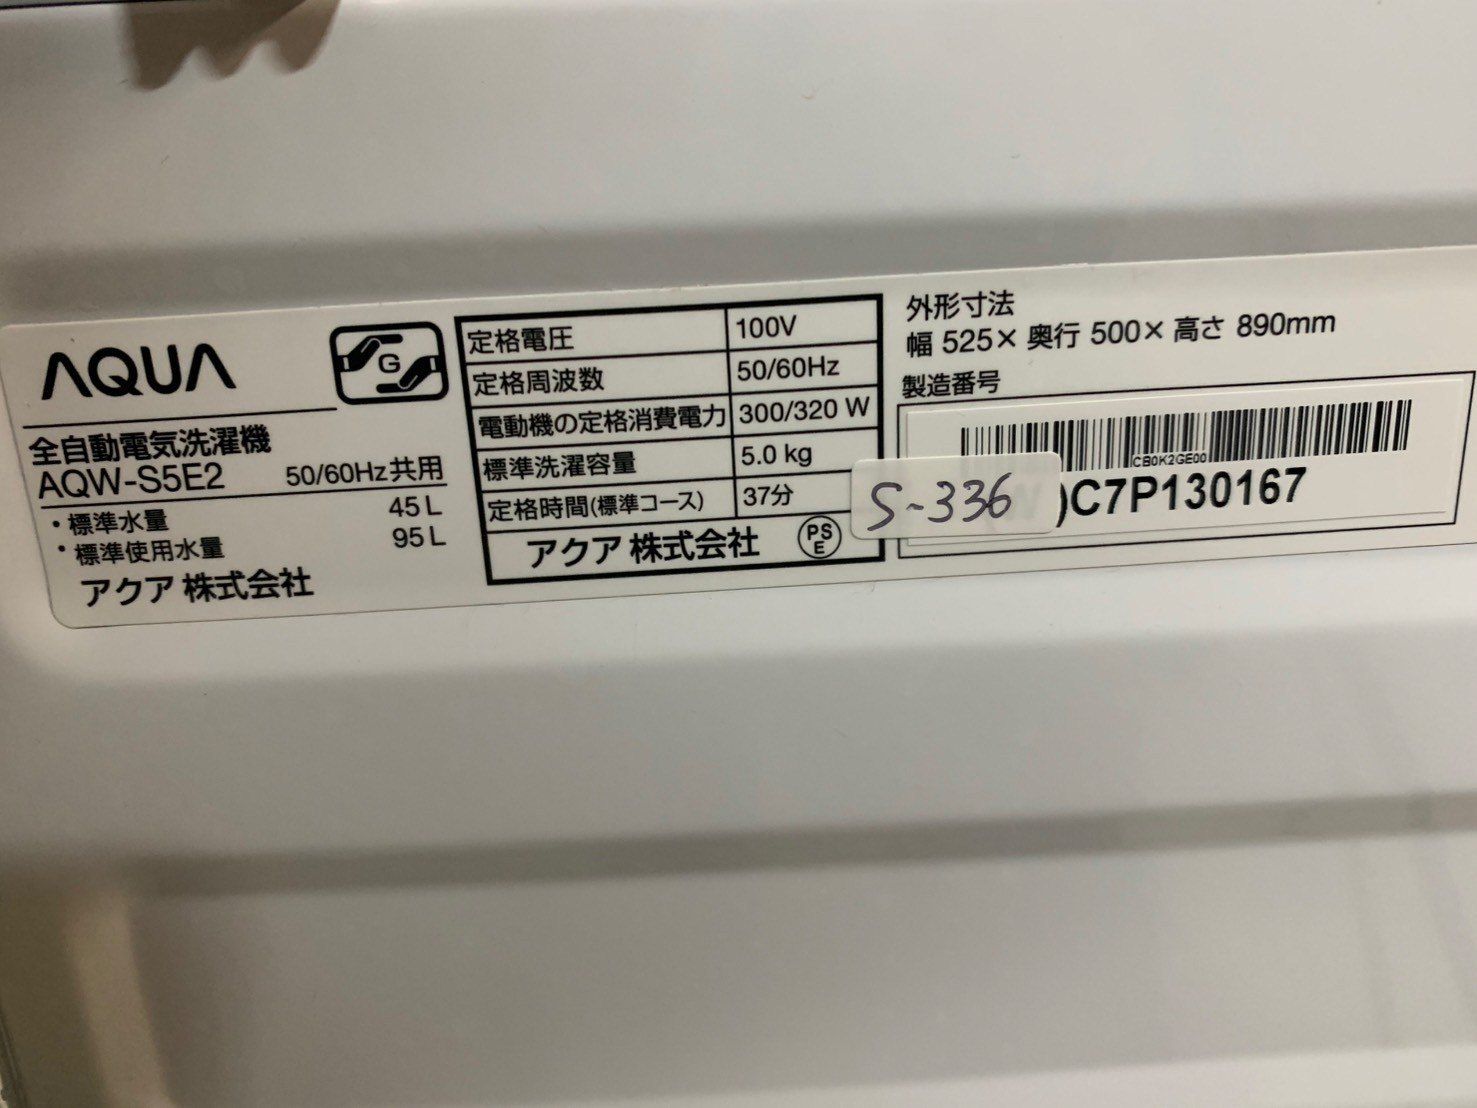 AQUA
G
全自動電気洗濯機
AQW-S5E2 50/60Hz共用
・標準水量 45L
・標準使用水量 95L
アクア 株式会社
定格電圧 100V
定格周波数 50/60Hz
電動機の定格消費電力 300/320 W
標準洗濯容量 5.0 kg
定格時間(標準コース) 37分
アクア 株式会社 PSE
外形寸法
幅 525× 奥行 500× 高さ 890mm
製造番号
CB0K2GE00
)C7P130167
S-336